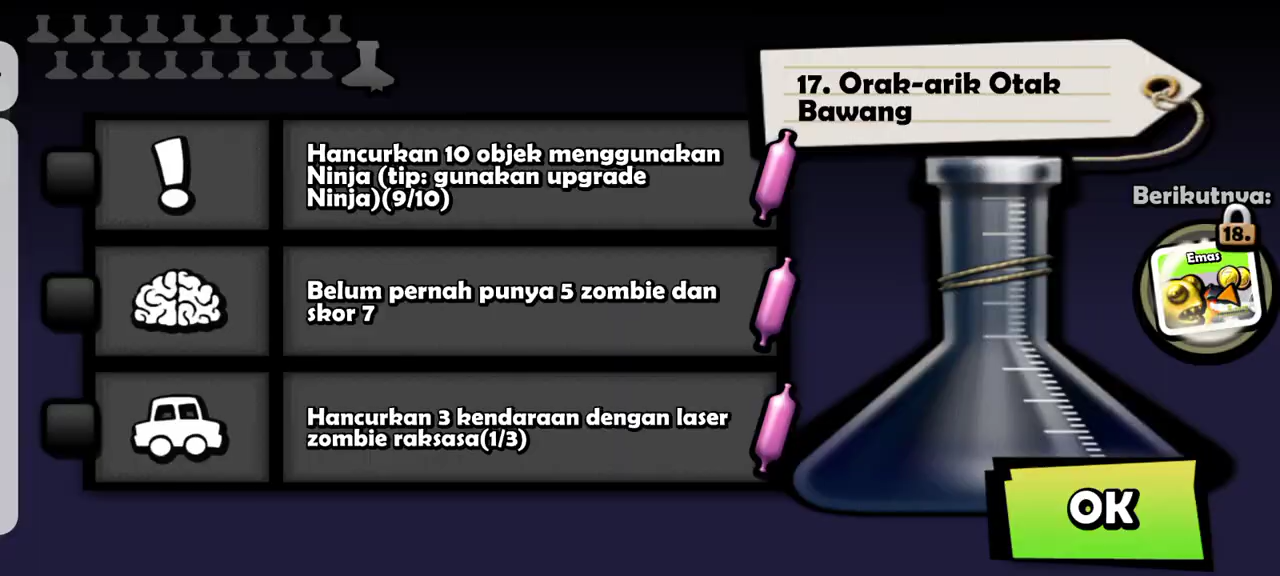 17. Orak-arik Otak
Bawang
Hancurkan 10 objek menggunakan
Ninja (tip: gunakan upgrade
Ninja)(9/10)
Belum pernah punya 5 zombie dan
skor 7
Hancurkan 3 kendaraan dengan laser
zombie raksasa(1/3)
Berikutnya:
18.
Emas
OK